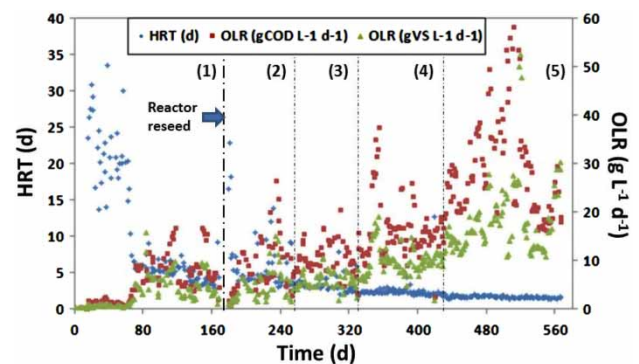 HRT (d) OLR (gCOD L-1 d-1) OLR (gVS L-1 d-1)
(1) (2) (3) (4) (5)
Reactor
reseed
40
35
30
25
20
15
10
5
0
HRT (d)
60
50
40
30
20
10
0
OLR (g L-1 d-1)
0 80 160 240 320 400 480 560
Time (d)